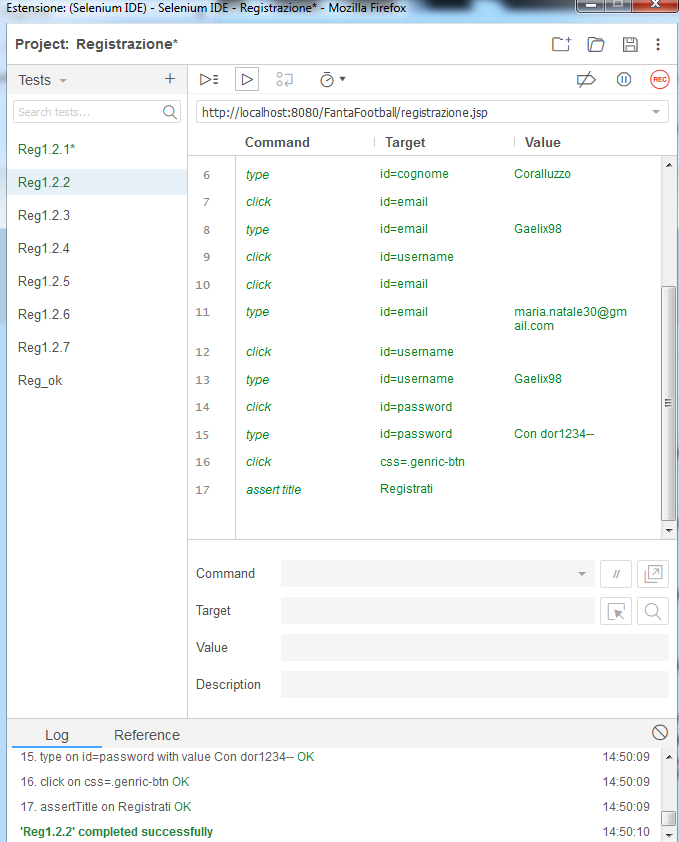 Estensione: (Selenium IDE) - Selenium IDE - Registrazione* - Mozilla Firefox
Project: Registrazione*
Tests
Search tests...
Reg1.2.1*
Reg1.2.2
Reg1.2.3
Reg1.2.4
Reg1.2.5
Reg1.2.6
Reg1.2.7
Reg_ok
REC
http://localhost:8080/FantaFootball/registrazione.jsp
Command Target Value
6 type id=cognome Coralluzzo
7 click id=email
8 type id=email Gaelix98
9 click id=username
10 click id=email
11 type id=email maria.natale30@gm
ail.com
12 click id=username
13 type id=username Gaelix98
14 click id=password
15 type id=password Con dor1234--
16 click css=.genric-btn
17 assert title Registrati
Command
//
Target
Value
Description
Log Reference
15. type on id=password with value Con dor1234-- OK 14:50:09
16. click on css=.genric-btn OK 14:50:09
17. assertTitle on Registrati OK 14:50:09
'Reg1.2.2' completed successfully 14:50:10